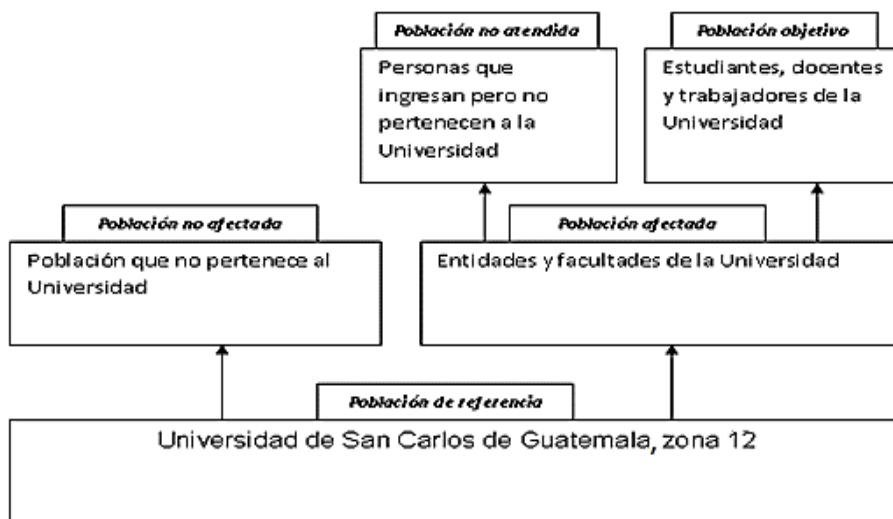 Población no atendida
Personas que
ingresan pero no
pertenecen a la
Universidad
Población objetivo
Estudiantes, docentes
y trabajadores de la
Universidad
Población no afectada
Población que no pertenece al
Universidad
Población afectada
Entidades y facultades de la Universidad
Población de referencia
Universidad de San Carlos de Guatemala, zona 12